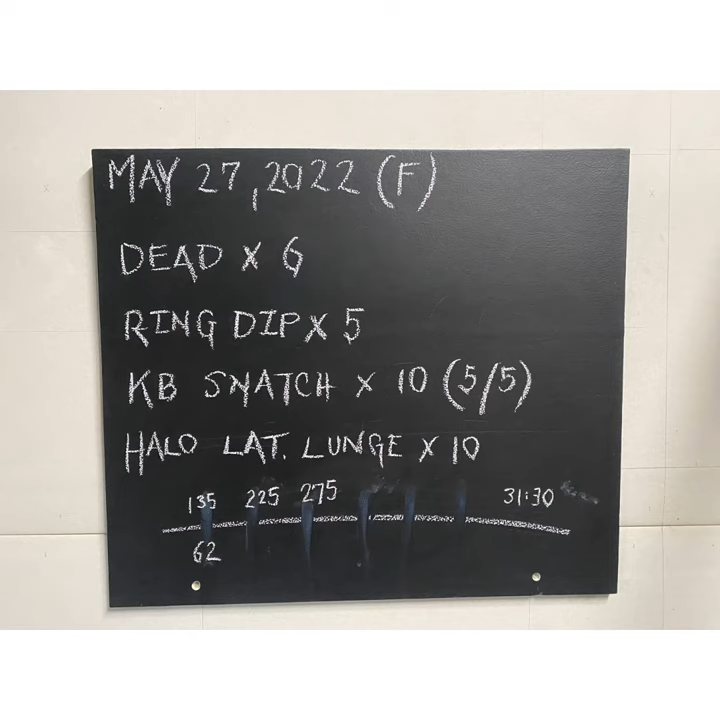 MAY 27, 2022 (F)
DEAD X 6
RING DIP X 5
KB SNATCH X 10 (5/5)
HALO LAT. LUNGE X 10
135 225 275 31:30
62